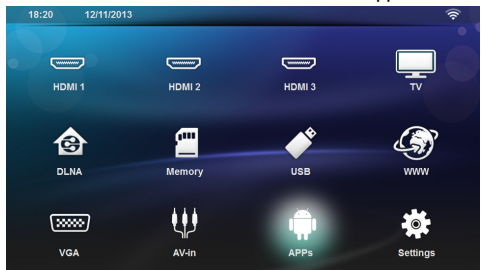 18:20 12/11/2013
HDMI 1 HDMI 2 HDMI 3 TV
DLNA Memory USB WWW
VGA AV-in APPs Settings